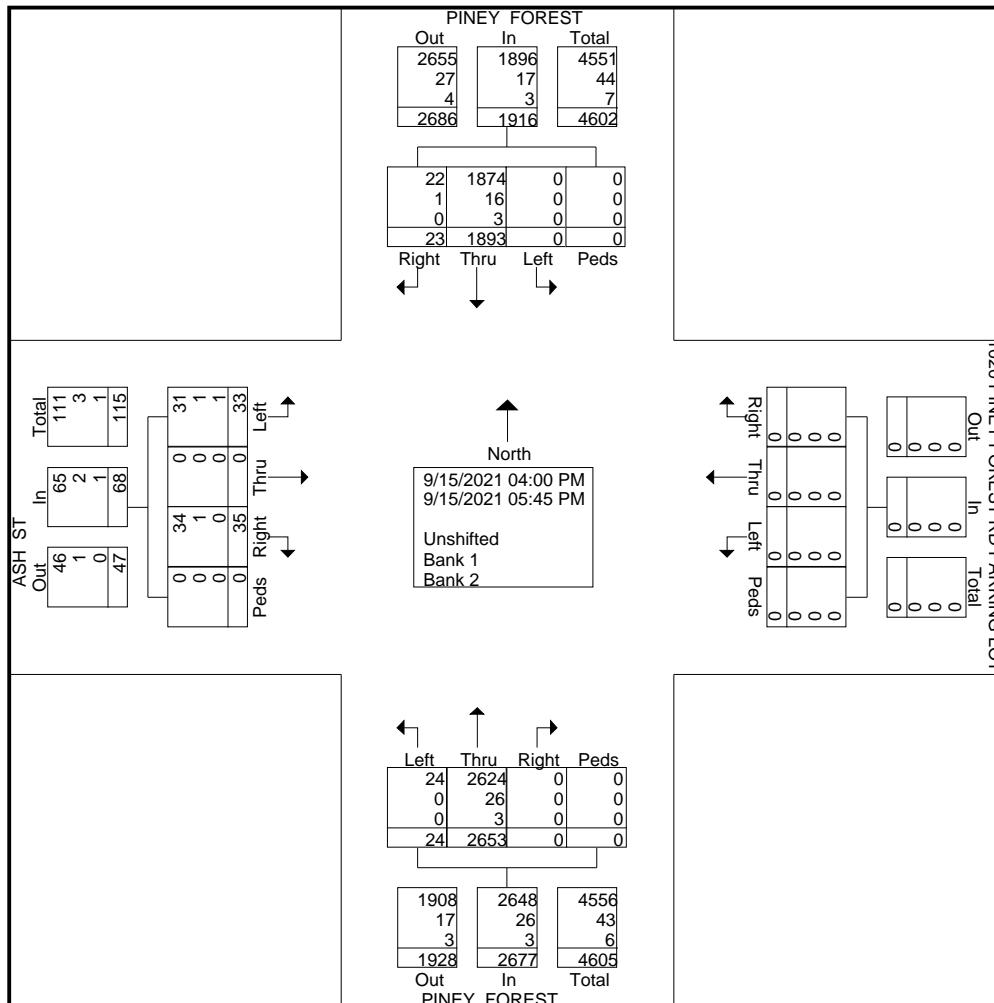 PINEY FOREST
Out In Total
2655 1896 4551
27 17 44
4 3 7
2686 1916 4602
22 1874 0 0
1 16 0 0
0 3 0 0
23 1893 0 0
Right Thru Left Peds
ASH ST
Total In Out
111 65 46
3 2 1
1 1 0
115 68 47
31 0 34 0
1 0 1 0
1 0 0 0
33 0 35 0
Left Thru Right Peds
North
9/15/2021 04:00 PM
9/15/2021 05:45 PM
Unshifted
Bank 1
Bank 2
Right Thru Left Peds
0 0 0 0
0 0 0 0
0 0 0 0
0 0 0 0
Out In Total
0 0 0
0 0 0
0 0 0
0 0 0
PINEY FOREST RD PARKING LOT
Left Thru Right Peds
24 2624 0 0
0 26 0 0
0 3 0 0
24 2653 0 0
1908 2648 4556
17 26 43
3 3 6
1928 2677 4605
Out In Total
PINEY FOREST